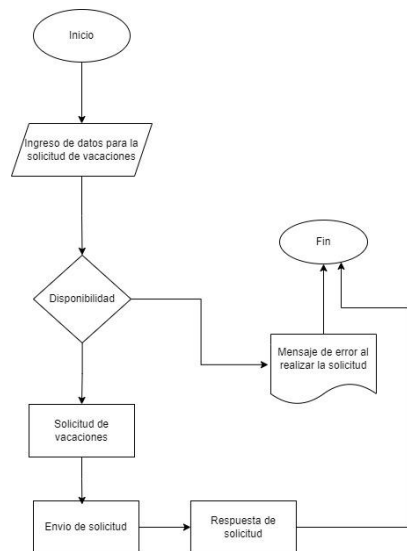 Inicio
Ingreso de datos para la
solicitud de vacaciones
Fin
Disponibilidad
Mensaje de error al
realizar la solicitud
Solicitud de
vacaciones
Envio de solicitud
Respuesta de
solicitud